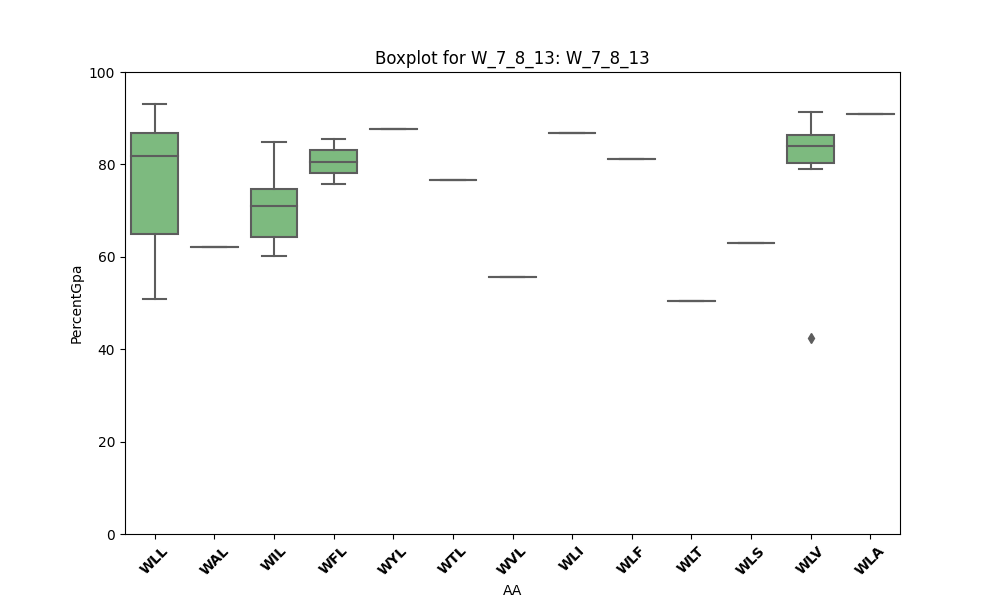 Boxplot for W_7_8_13: W_7_8_13
100
80
60
40
20
0
PercentGpa
WLL WAL WIL WFL WYL WTL WVL WLI WLF WLT WLS WLV WLA
AA